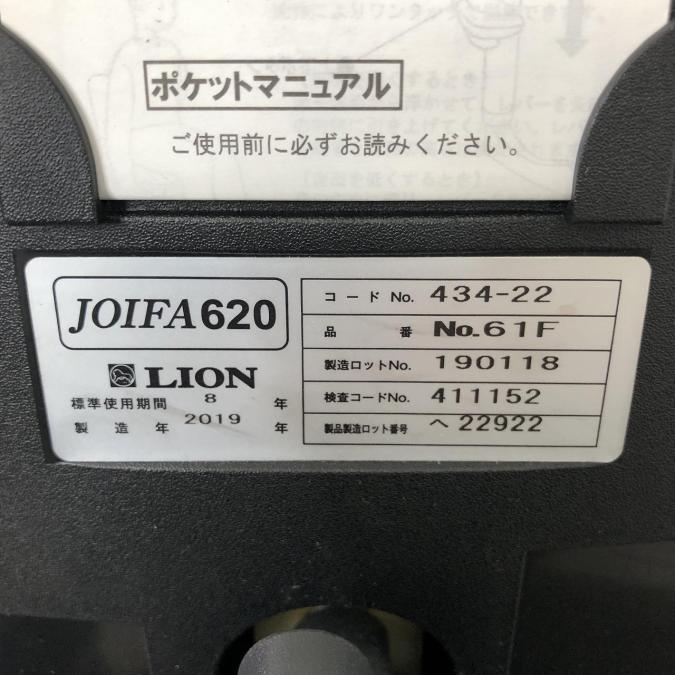 ポケットマニュアル
ご使用前に必ずお読みください。
JOIFA620
LION
標準使用期間 8 年
製造年 2019 年
コードNo. 434-22
品番 No.61F
製造ロットNo. 190118
検査コードNo. 411152
製品製造ロット番号 へ22922